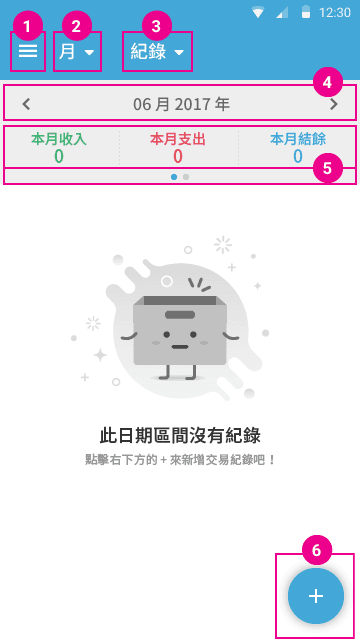 12:30
1 2 3
月 紀錄
4
06 月 2017 年
本月收入 本月支出 本月結餘
0 0 0
5
此日期區間沒有紀錄
點擊右下方的 + 來新增交易紀錄吧！
6
+